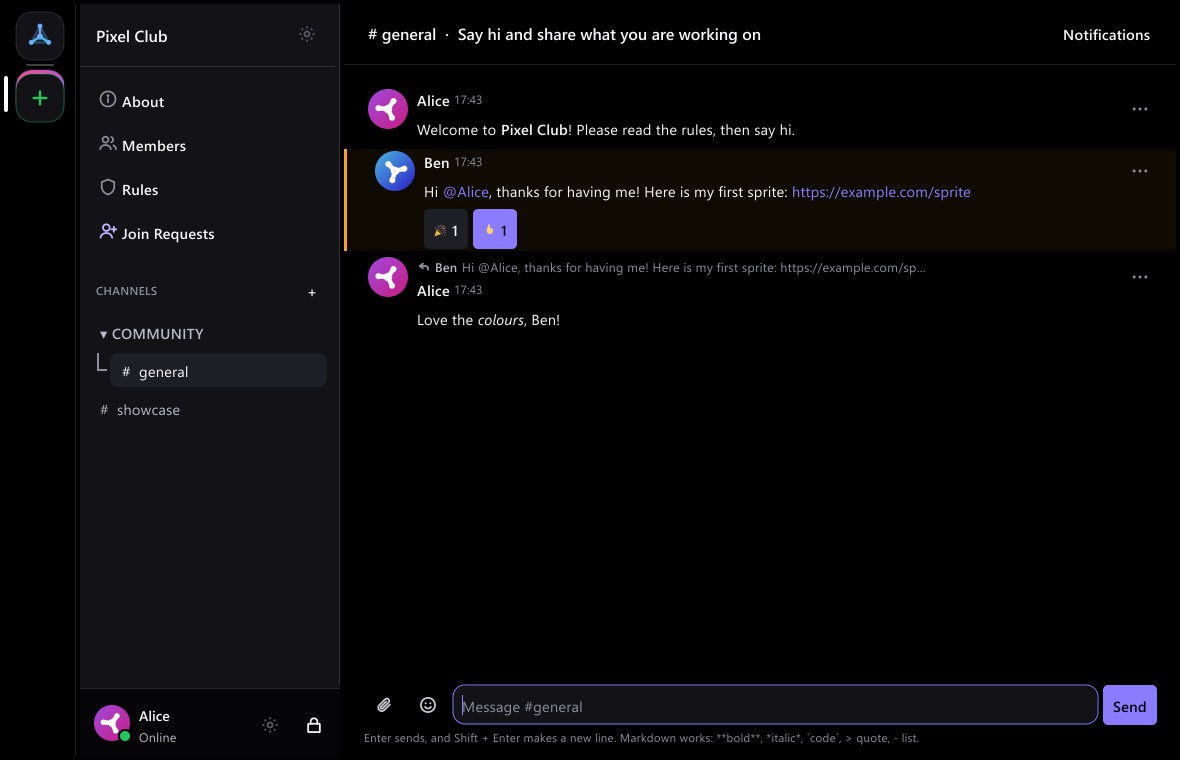 Pixel Club
About
Members
Rules
Join Requests
CHANNELS +
▾ COMMUNITY
# general
# showcase
Alice
Online
# general · Say hi and share what you are working on
Notifications
Alice 17:43
Welcome to Pixel Club! Please read the rules, then say hi.
Ben 17:43
Hi @Alice, thanks for having me! Here is my first sprite: https://example.com/sprite
🎉 1 👍 1
Ben Hi @Alice, thanks for having me! Here is my first sprite: https://example.com/sp...
Alice 17:43
Love the colours, Ben!
Message #general
Send
Enter sends, and Shift + Enter makes a new line. Markdown works: **bold**, *italic*, `code`, > quote, - list.